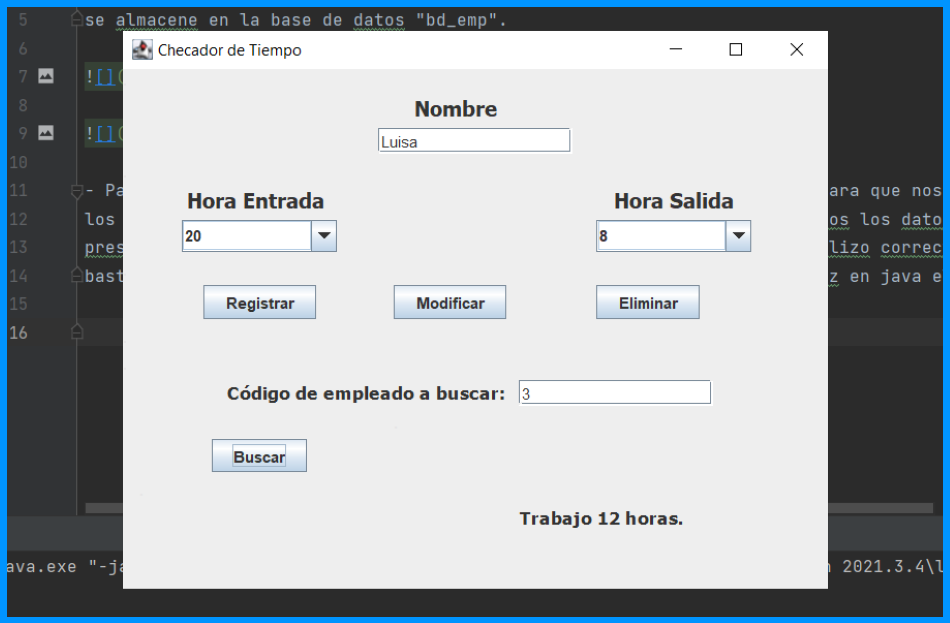 5 se almacene en la base de datos "bd_emp".
Checador de Tiempo
6
7 ![](
8
9 ![](
10
11 - Pa
ara que nos
12 los
os los dato
13 pres
lizo correc
14 bast
z en java e
15
16
Nombre
Luisa
Hora Entrada Hora Salida
20 8
Registrar Modificar Eliminar
Código de empleado a buscar: 3
Buscar
Trabajo 12 horas.
ava.exe "-ja
2021.3.4\l